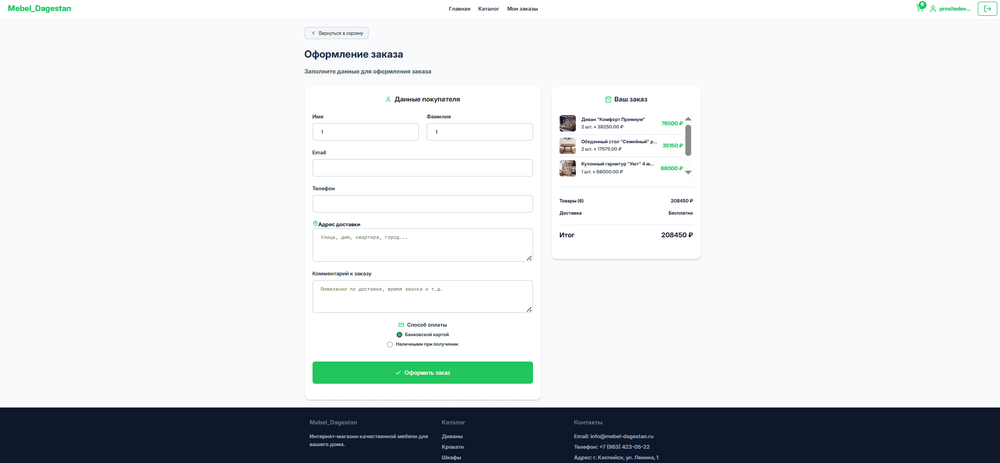 Mebel_Dagestan
Главная Каталог Мои заказы
6
prositedev...
Вернуться в корзину
Оформление заказа
Заполните данные для оформления заказа
Данные покупателя
Имя
Фамилия
1
1
Email
Телефон
Адрес доставки
Улица, дом, квартира, город...
Комментарий к заказу
Пожелания по доставке, время звонка и т.д.
Способ оплаты
Банковской картой
Наличными при получении
Оформить заказ
Ваш заказ
Диван "Комфорт Премиум"
2 шт. × 38250.00 ₽
76500 ₽
Обеденный стол "Семейный" р...
2 шт. × 17575.00 ₽
35150 ₽
Кухонный гарнитур "Уют" 4 м...
1 шт. × 68000.00 ₽
68000 ₽
Товары (6) 208450 ₽
Доставка Бесплатно
Итог 208450 ₽
Mebel_Dagestan
Интернет-магазин качественной мебели для
вашего дома.
Каталог
Диваны
Кровати
Шкафы
Контакты
Email: info@mebel-dagestan.ru
Телефон: +7 (963) 423-05-22
Адрес: г. Каспийск, ул. Ленина, 1